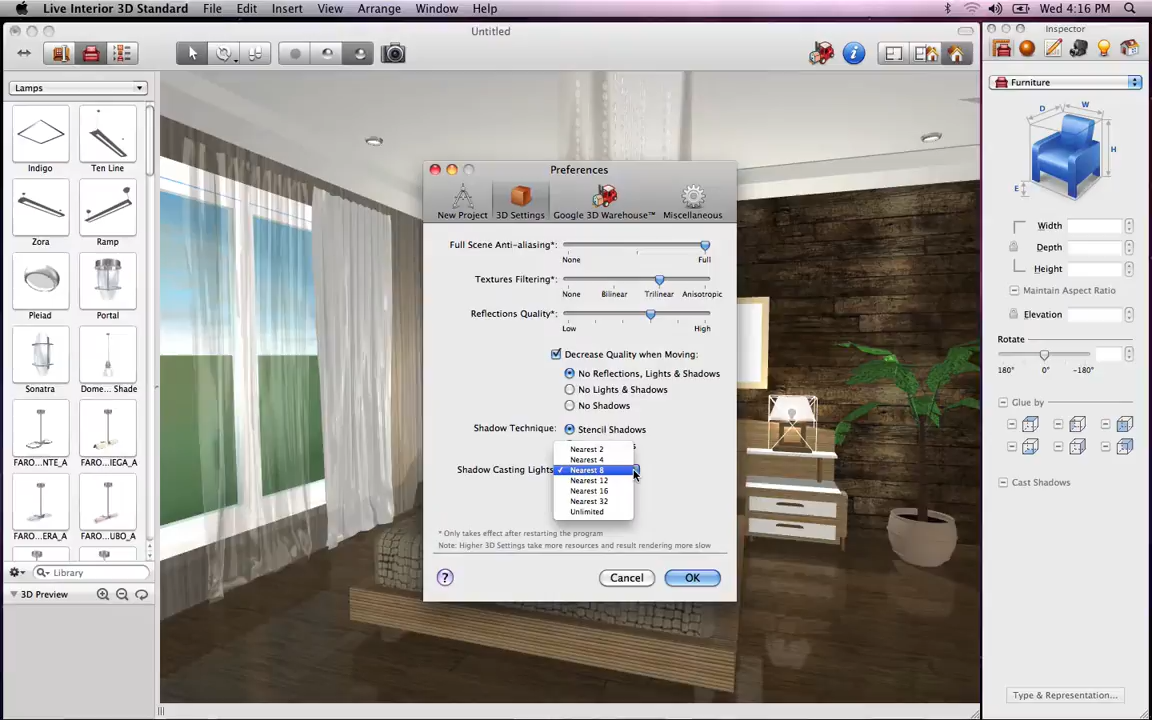 Live Interior 3D Standard File Edit Insert View Arrange Window Help Wed 4:16 PM
Untitled
Inspector
Lamps
Furniture
Indigo Ten Line
Zora Ramp
Pleiad Portal
Sonatra Dome... Shade
FARO...NTE_A FARO...IEGA_A
FARO...ERA_A FARO...UBO_A
Library
3D Preview
Preferences
New Project 3D Settings Google 3D Warehouse™ Miscellaneous
Full Scene Anti-aliasing*:
None Full
Textures Filtering*:
None Bilinear Trilinear Anisotropic
Reflections Quality*:
Low High
Decrease Quality when Moving:
No Reflections, Lights & Shadows
No Lights & Shadows
No Shadows
Shadow Technique: Stencil Shadows
Shadow Casting Lights
Nearest 2
Nearest 4
✓ Nearest 8
Nearest 12
Nearest 16
Nearest 32
Unlimited
* Only takes effect after restarting the program
Note: Higher 3D Settings take more resources and result rendering more slow
? Cancel OK
D W
H
E
Width
Depth
Height
Maintain Aspect Ratio
Elevation
Rotate
180° 0° -180°
Glue by
Cast Shadows
Type & Representation...